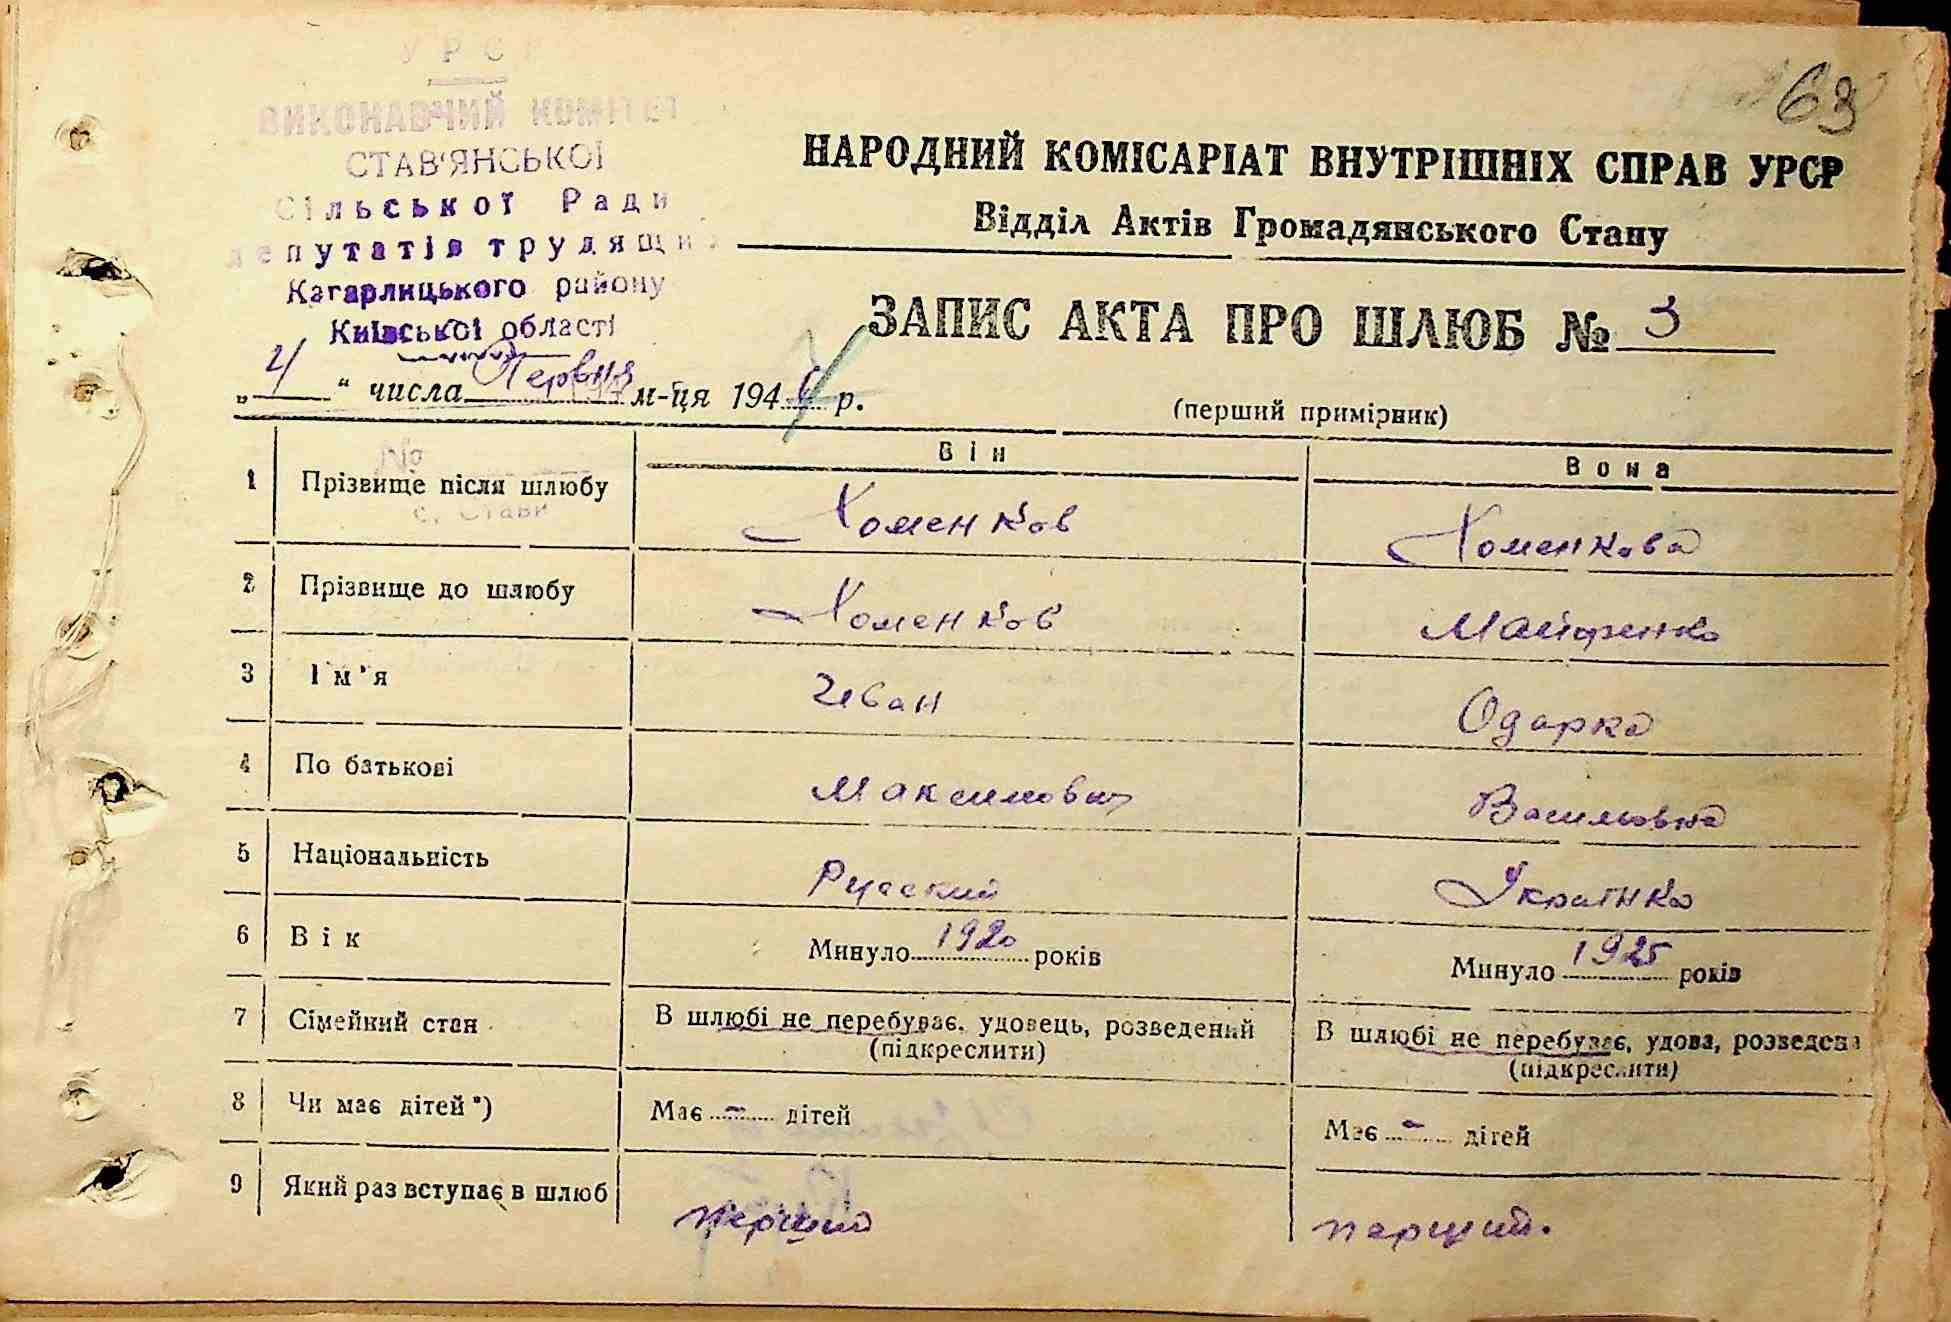 63
УРСР
ВИКОНАВЧИЙ КОМІТЕТ
СТАВ'ЯНСЬКОЇ
Сільської Ради
депутатів трудящих
Кагарлицького району
Київської області
НАРОДНИЙ КОМІСАРІАТ ВНУТРІШНІХ СПРАВ УРСР
Відділ Актів Громадянського Стану
ЗАПИС АКТА ПРО ШЛЮБ № 3
„ 4 “ числа Червня м-ця 194 р.
(перший примірник)
№
с. Стави
Він
Вона
1 Прізвище після шлюбу Хоменков Хоменкова
2 Прізвище до шлюбу Хоменков
3 Ім'я Иван Одарка
4 По батькові Максимович Васильовна
5 Національність Русский Українка
6 Вік Минуло 1920 років Минуло 1925 років
7 Сімейний стан В шлюбі не перебуває, удовець, розведений (підкреслити) В шлюбі не перебуває, удова, розведена (підкреслити)
8 Чи має дітей*) Має - дітей Має - дітей
9 Який раз вступає в шлюб перший перший.